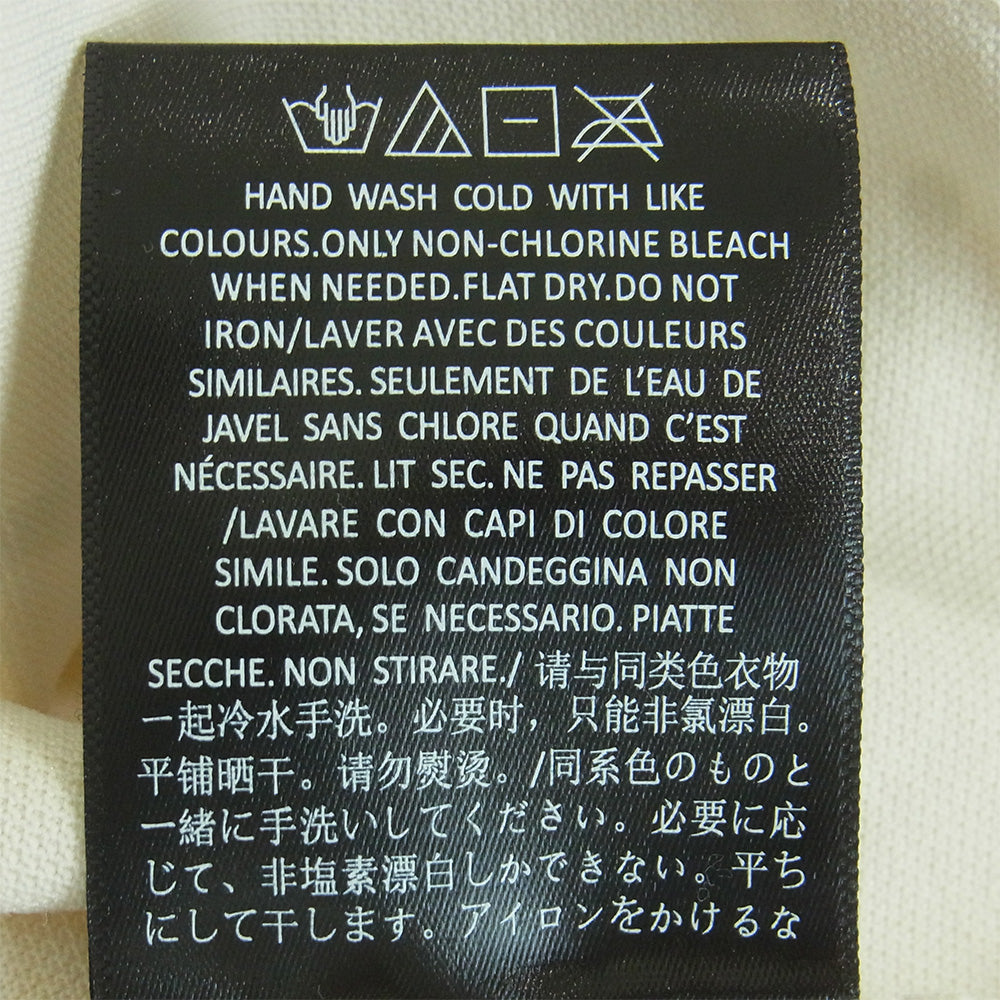 HAND WASH COLD WITH LIKE
COLOURS.ONLY NON-CHLORINE BLEACH
WHEN NEEDED.FLAT DRY.DO NOT
IRON/LAVER AVEC DES COULEURS
SIMILAIRES. SEULEMENT DE L'EAU DE
JAVEL SANS CHLORE QUAND C'EST
NÉCESSAIRE. LIT SEC. NE PAS REPASSER
/LAVARE CON CAPI DI COLORE
SIMILE. SOLO CANDEGGINA NON
CLORATA, SE NECESSARIO. PIATTE
SECCHE. NON STIRARE./ 请与同类色衣物
一起冷水手洗。必要时，只能非氯漂白。
平铺晒干。请勿熨烫。/同系色のものと
一緒に手洗いしてください。必要に応
じて、非塩素漂白しかできない。平ち
にして干します。アイロンをかけるな